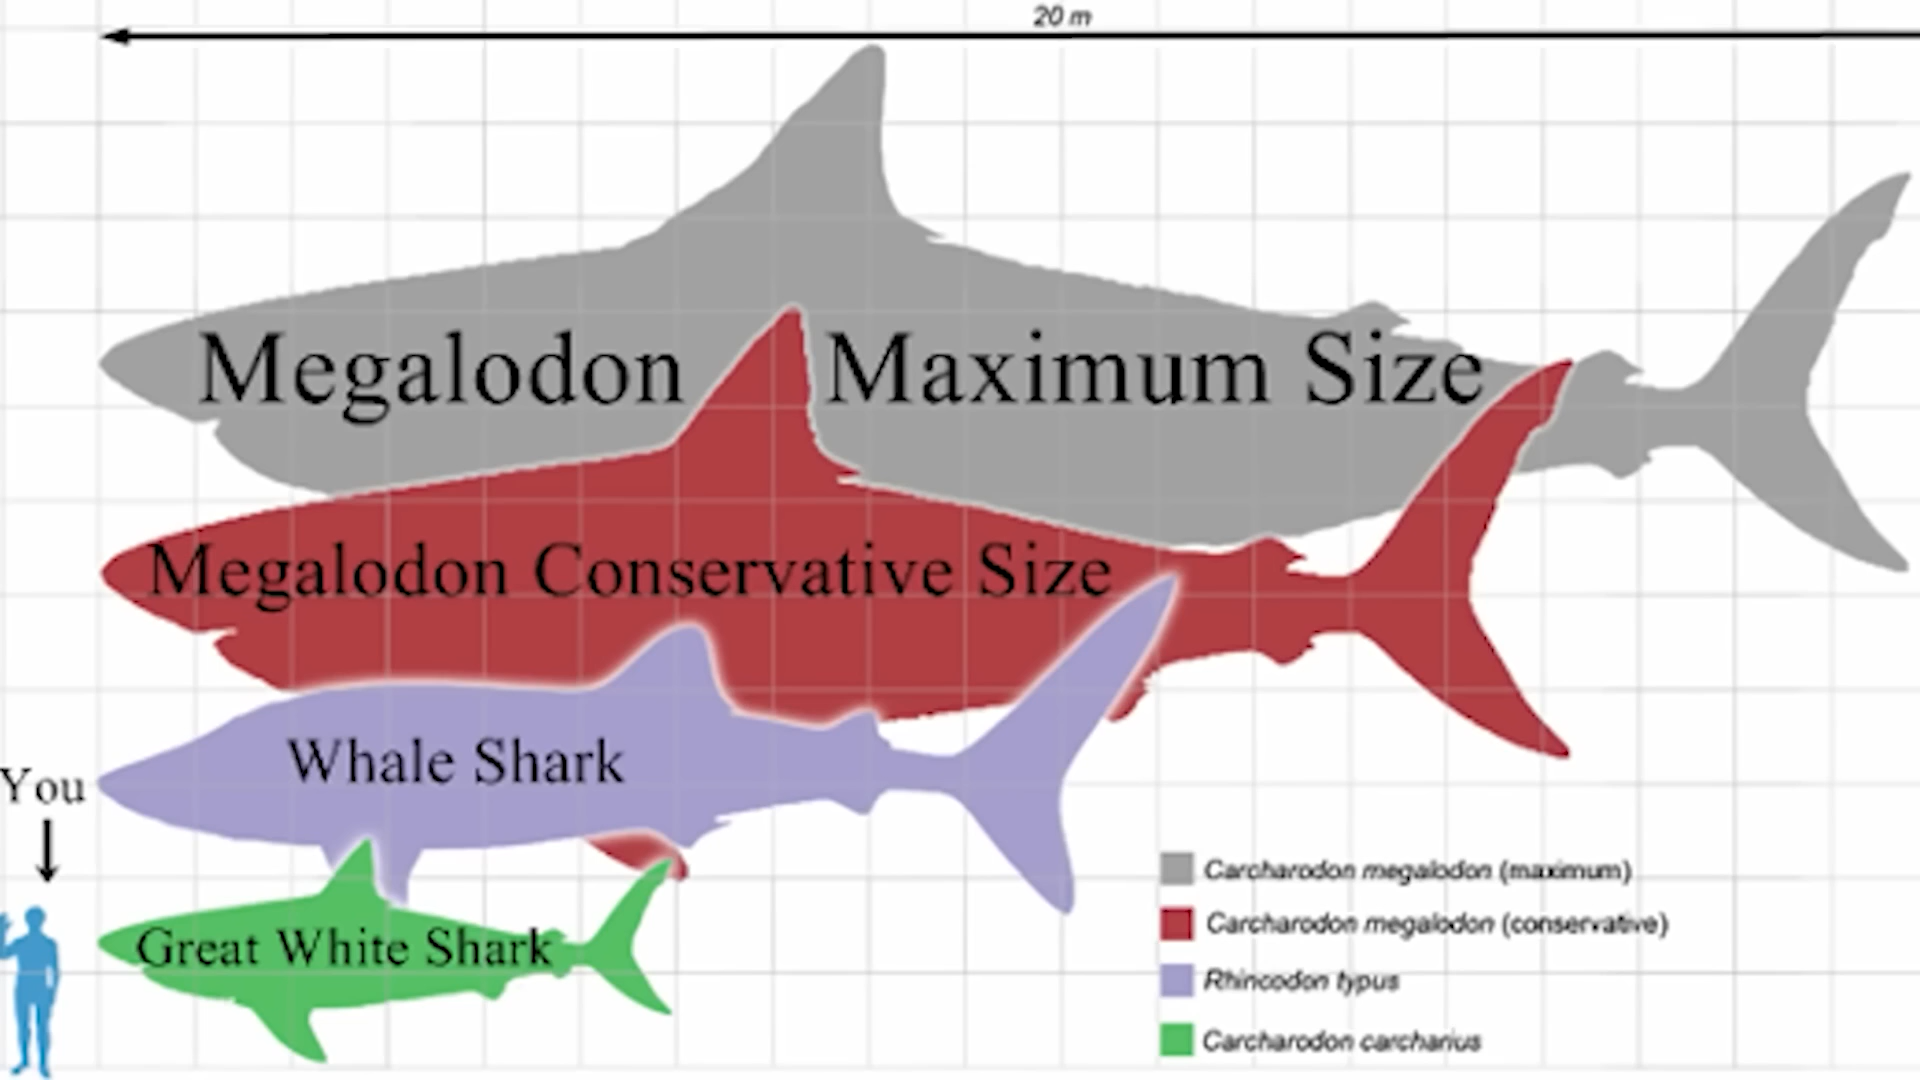 20 m
Megalodon Maximum Size
Megalodon Conservative Size
Whale Shark
You
Great White Shark
Carcharodon megalodon (maximum)
Carcharodon megalodon (conservative)
Rhincodon typus
Carcharodon carcharius